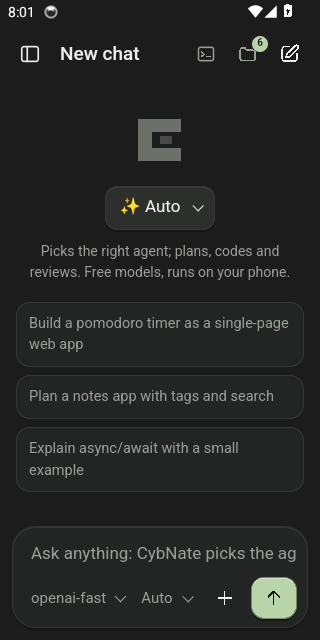 8:01
New chat
6
✨ Auto
Picks the right agent; plans, codes and
reviews. Free models, runs on your phone.
Build a pomodoro timer as a single-page
web app
Plan a notes app with tags and search
Explain async/await with a small
example
Ask anything: CybNate picks the ag
openai-fast Auto